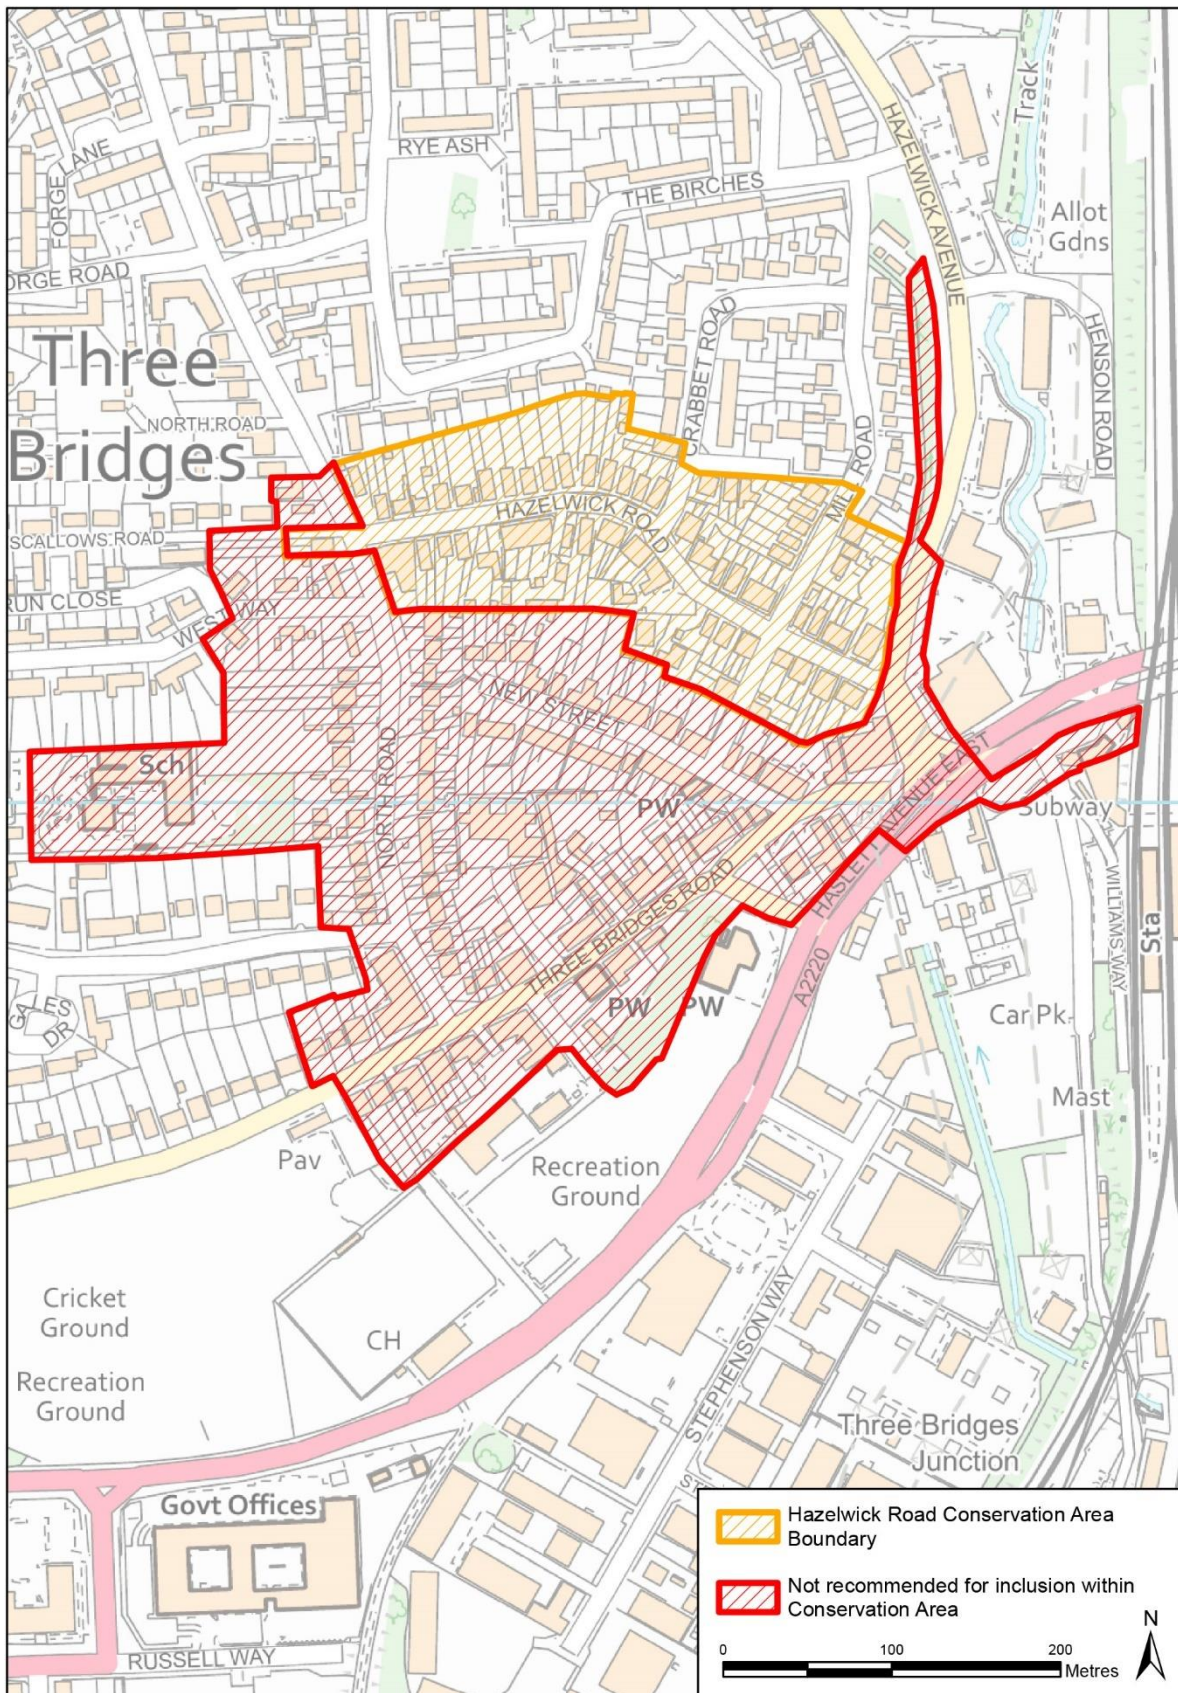 RYE ASH
FORGE LANE
THE BIRCHES
HAZELWICK AVENUE
Track
Allot
Gdns
ORGE ROAD
HENSON ROAD
Three
Bridges
CRABBET ROAD
NORTH ROAD
MILL ROAD
HAZELWICK ROAD
SCALLOWS ROAD
RUN CLOSE
WEST WAY
NEW STREET
Sch
NORTH ROAD
PW
HASLETT AVENUE EAST
Subway
THREE BRIDGES ROAD
WILLIAMS WAY
Sta
A2220
GALES
DR
PW
PW
Car Pk
Mast
Pav
Recreation
Ground
Cricket
Ground
CH
STEPHENSON WAY
Recreation
Ground
Three Bridges
Junction
Govt Offices
RUSSELL WAY
Hazelwick Road Conservation Area
Boundary
Not recommended for inclusion within
Conservation Area
N
0 100 200
Metres